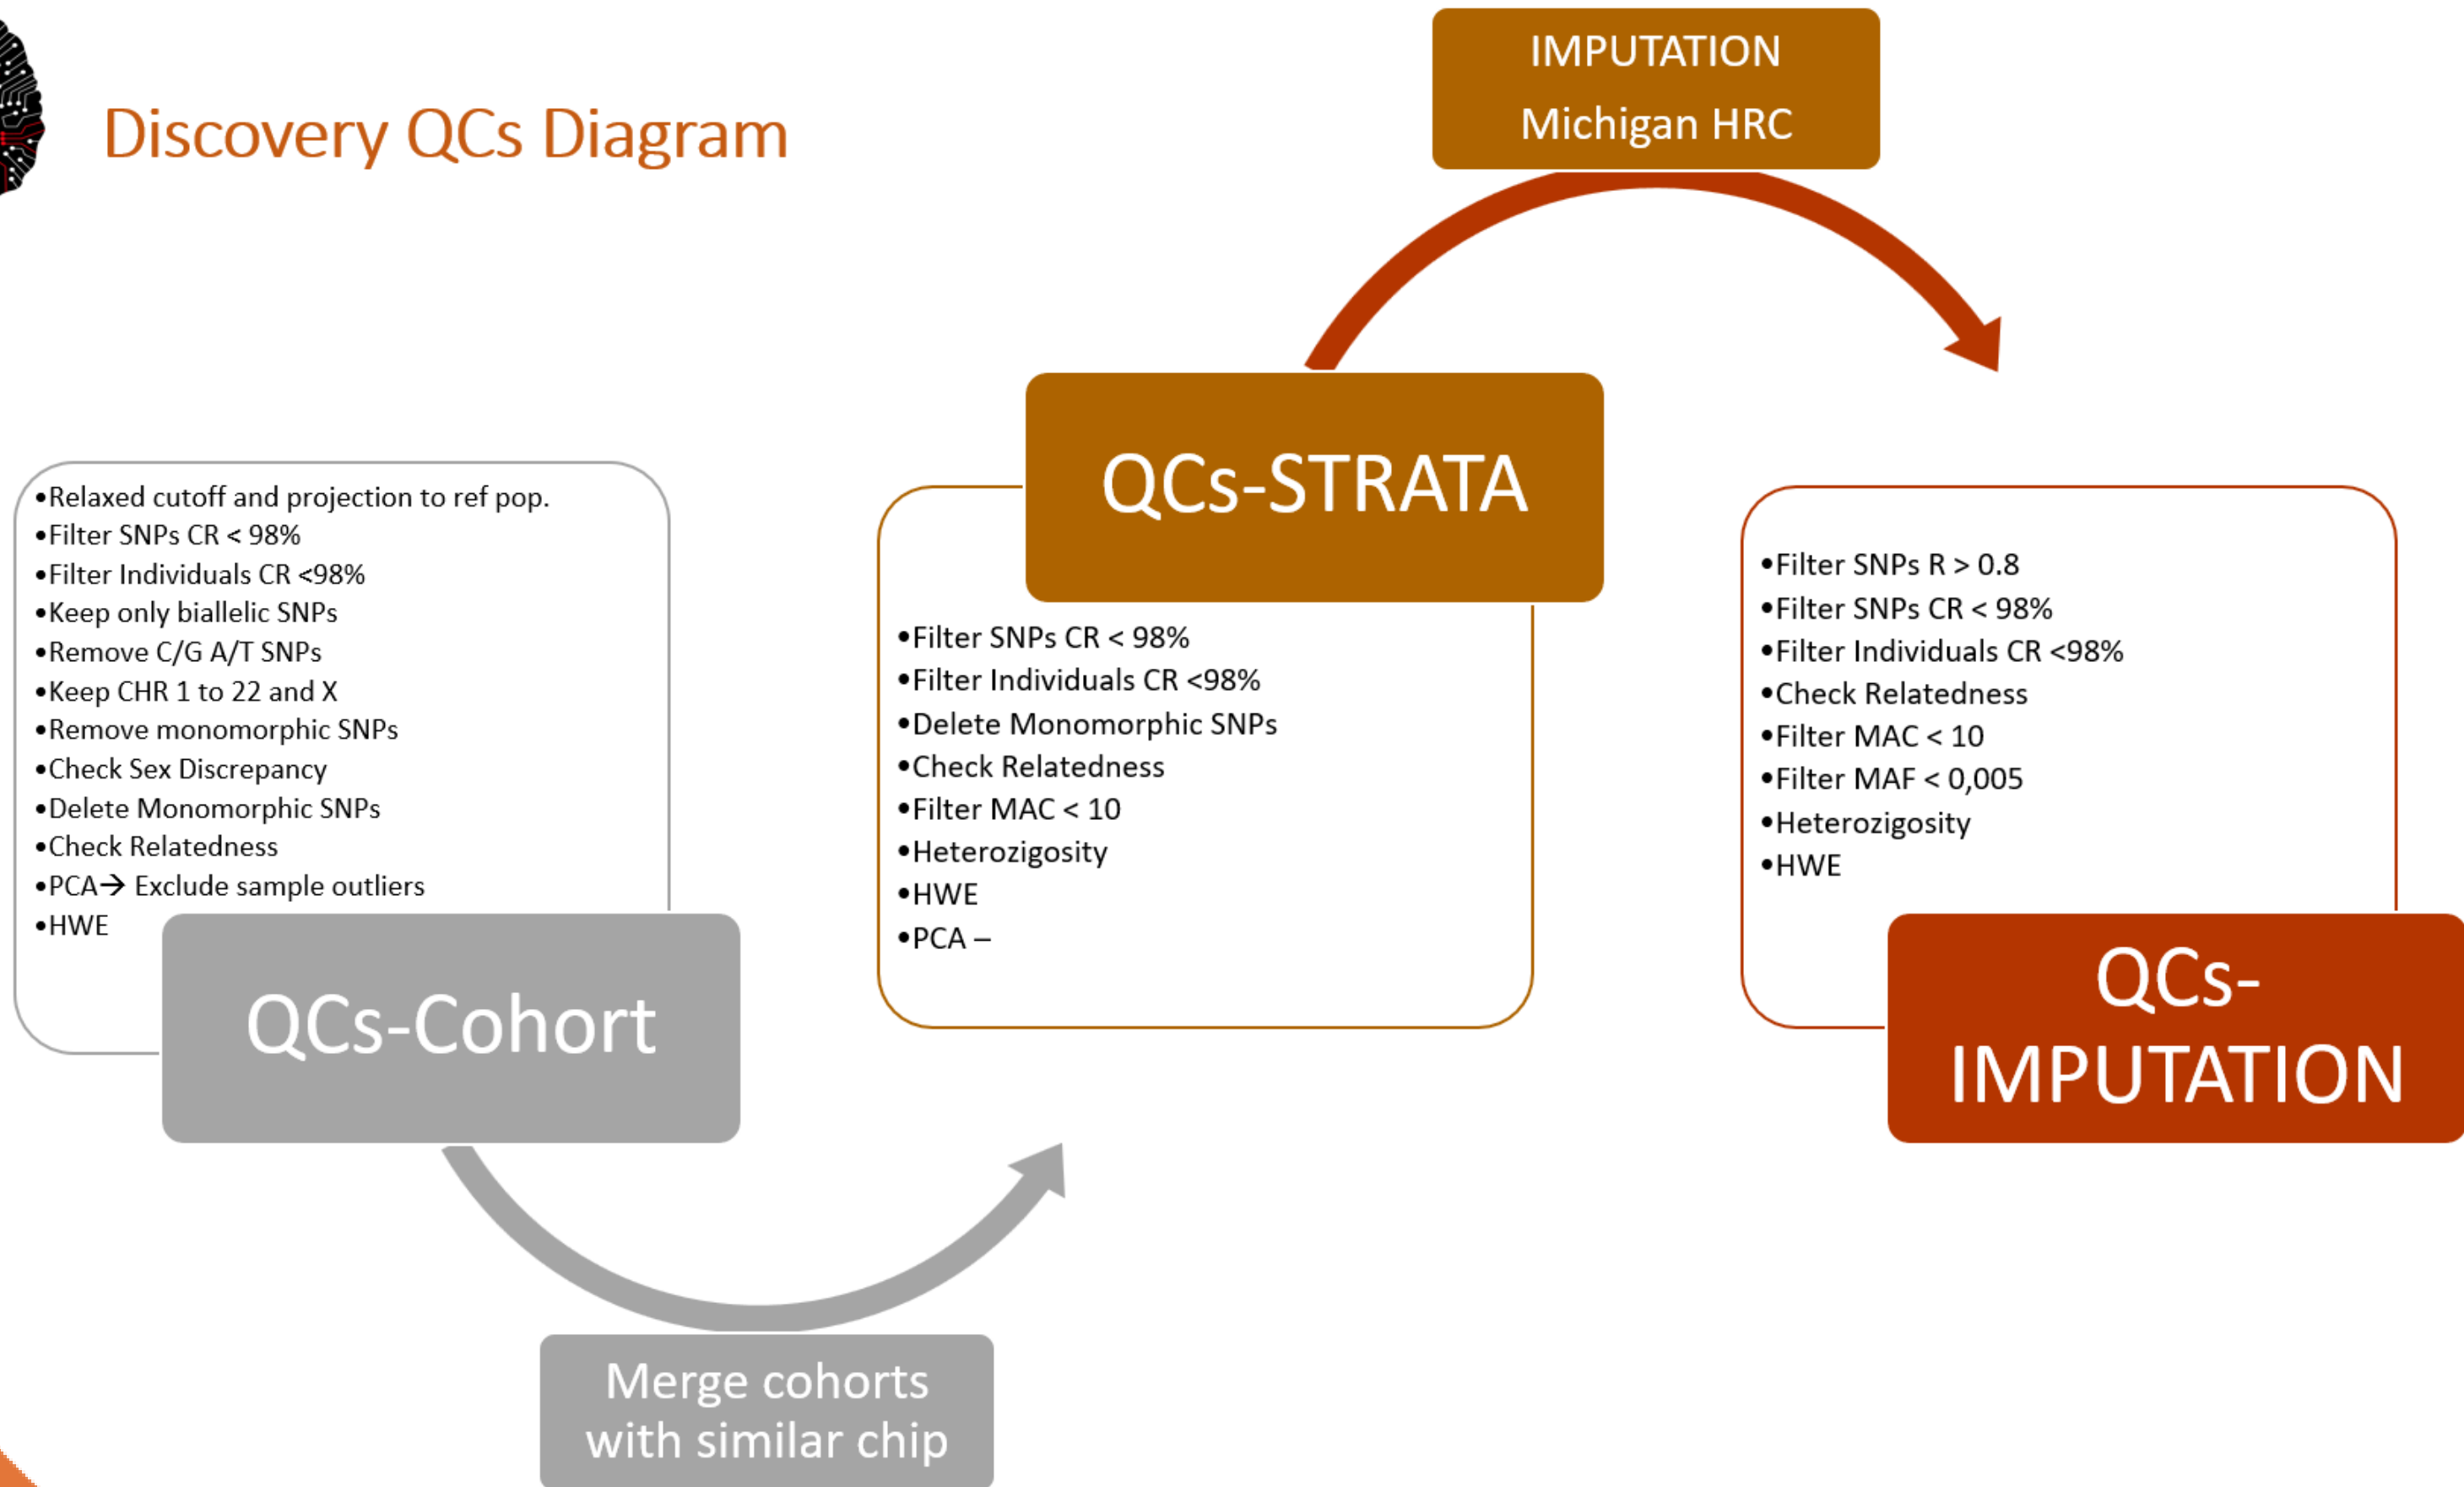 Discovery QCs Diagram
IMPUTATION
Michigan HRC
•Relaxed cutoff and projection to ref pop.
•Filter SNPs CR < 98%
•Filter Individuals CR <98%
•Keep only biallelic SNPs
•Remove C/G A/T SNPs
•Keep CHR 1 to 22 and X
•Remove monomorphic SNPs
•Check Sex Discrepancy
•Delete Monomorphic SNPs
•Check Relatedness
•PCA→ Exclude sample outliers
•HWE
QCs-Cohort
Merge cohorts
with similar chip
QCs-STRATA
•Filter SNPs CR < 98%
•Filter Individuals CR <98%
•Delete Monomorphic SNPs
•Check Relatedness
•Filter MAC < 10
•Heterozigosity
•HWE
•PCA –
•Filter SNPs R > 0.8
•Filter SNPs CR < 98%
•Filter Individuals CR <98%
•Check Relatedness
•Filter MAC < 10
•Filter MAF < 0,005
•Heterozigosity
•HWE
QCs-
IMPUTATION